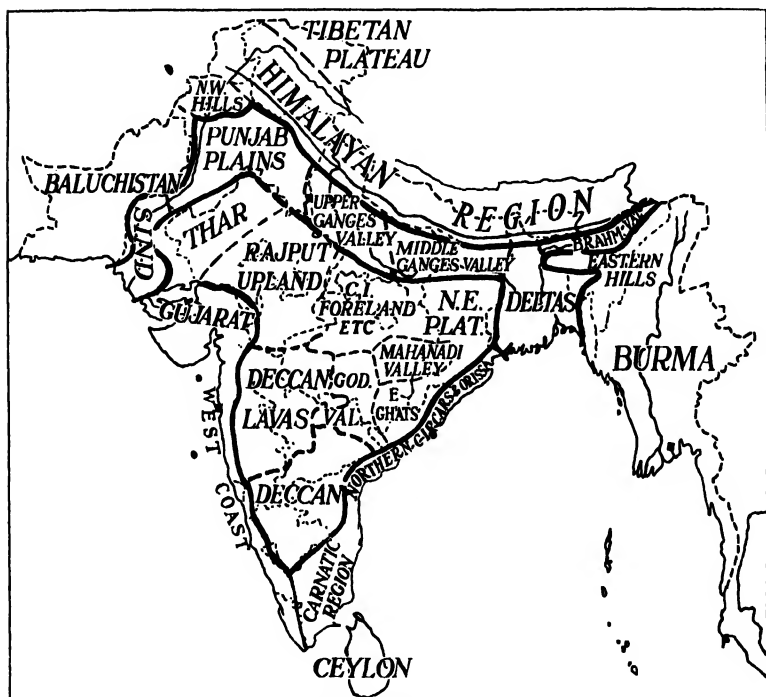 TIBETAN
PLATEAU
N.W.
HILLS
HIMALAYAN
REGION
PUNJAB
PLAINS
BALUCHISTAN
SIND
THAR
UPPER
GANGES
VALLEY
MIDDLE
GANGES VALLEY
BRAHM. VAL.
EASTERN
HILLS
RAJPUT
UPLAND
C.I.
FORELAND
ETC
N.E.
PLAT.
DELTAS
GUJARAT
BURMA
MAHANADI
VALLEY
DECCAN
LAVAS
GOD.
VAL.
E.
GHATS
NORTHERN CIRCARS & ORISSA
WEST COAST
DECCAN
CARNATIC
REGION
CEYLON